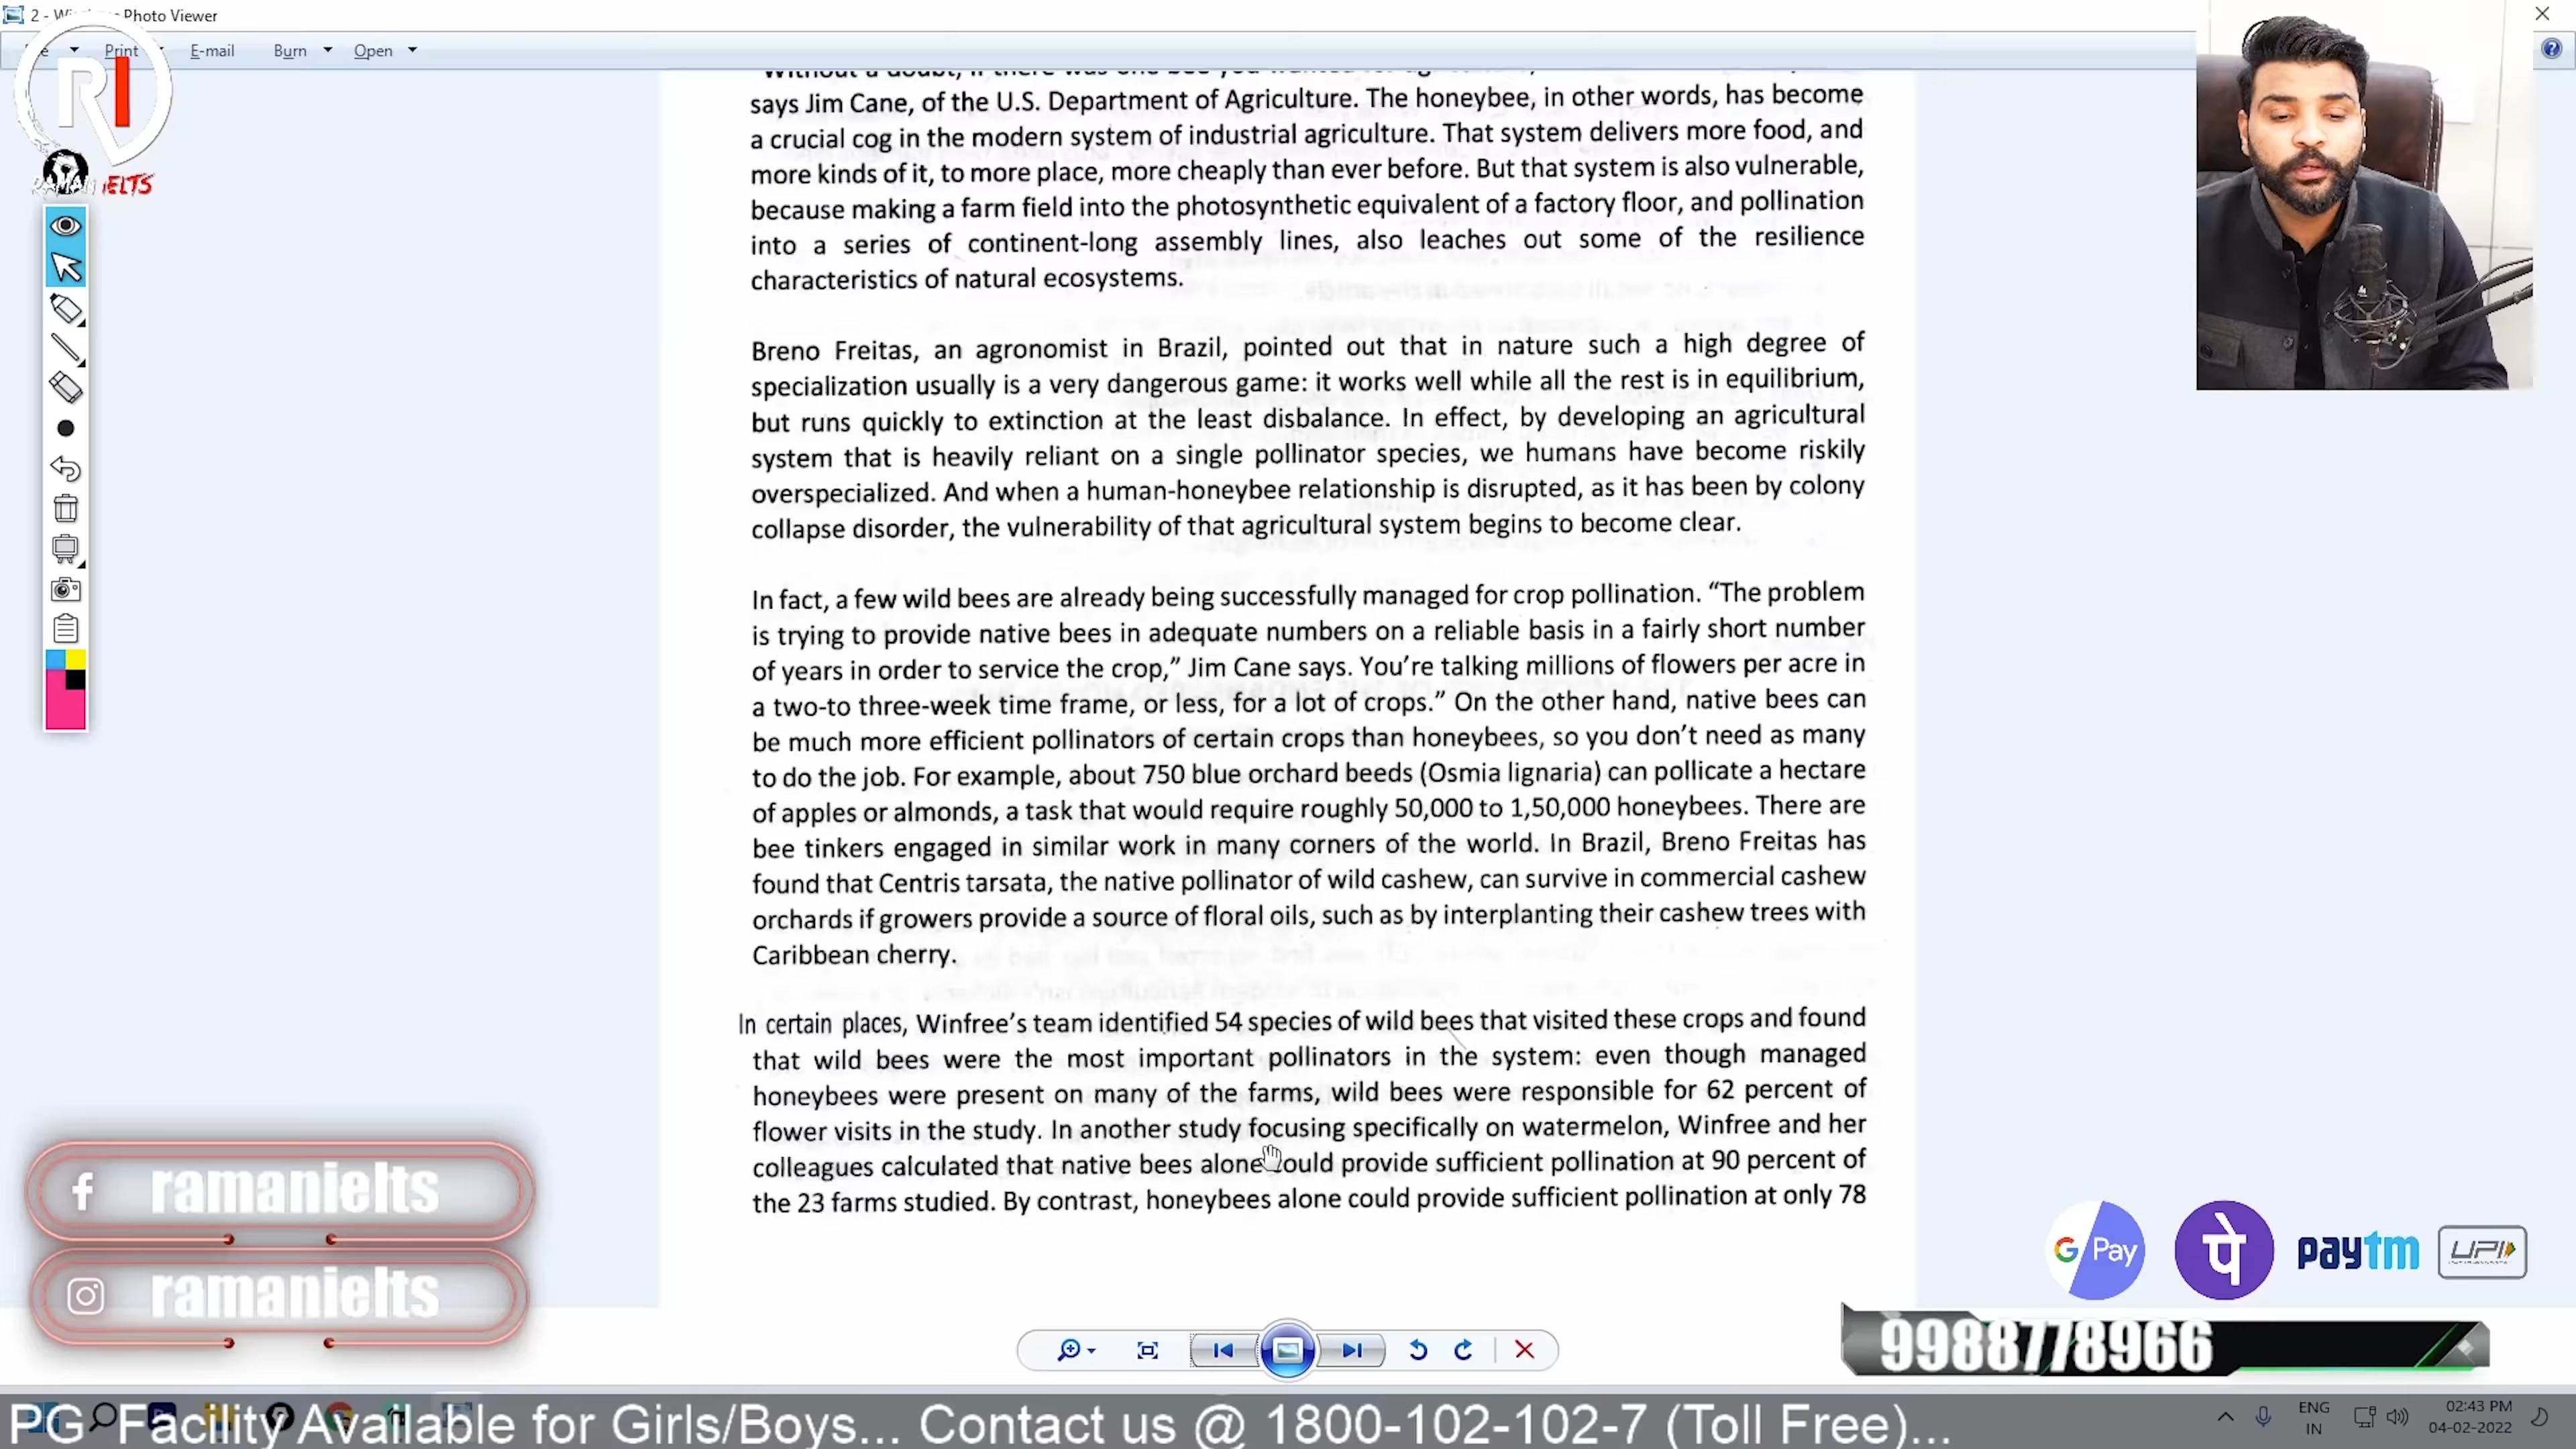 2 - Windows Photo Viewer
Print
E-mail
Burn
Open
RI
RAMAN IELTS
says Jim Cane, of the U.S. Department of Agriculture. The honeybee, in other words, has become
a crucial cog in the modern system of industrial agriculture. That system delivers more food, and
more kinds of it, to more place, more cheaply than ever before. But that system is also vulnerable,
because making a farm field into the photosynthetic equivalent of a factory floor, and pollination
into a series of continent-long assembly lines, also leaches out some of the resilience
characteristics of natural ecosystems.
Breno Freitas, an agronomist in Brazil, pointed out that in nature such a high degree of
specialization usually is a very dangerous game: it works well while all the rest is in equilibrium,
but runs quickly to extinction at the least disbalance. In effect, by developing an agricultural
system that is heavily reliant on a single pollinator species, we humans have become riskily
overspecialized. And when a human-honeybee relationship is disrupted, as it has been by colony
collapse disorder, the vulnerability of that agricultural system begins to become clear.
In fact, a few wild bees are already being successfully managed for crop pollination. “The problem
is trying to provide native bees in adequate numbers on a reliable basis in a fairly short number
of years in order to service the crop,” Jim Cane says. You’re talking millions of flowers per acre in
a two-to three-week time frame, or less, for a lot of crops.” On the other hand, native bees can
be much more efficient pollinators of certain crops than honeybees, so you don’t need as many
to do the job. For example, about 750 blue orchard beeds (Osmia lignaria) can pollicate a hectare
of apples or almonds, a task that would require roughly 50,000 to 1,50,000 honeybees. There are
bee tinkers engaged in similar work in many corners of the world. In Brazil, Breno Freitas has
found that Centris tarsata, the native pollinator of wild cashew, can survive in commercial cashew
orchards if growers provide a source of floral oils, such as by interplanting their cashew trees with
Caribbean cherry.
In certain places, Winfree’s team identified 54 species of wild bees that visited these crops and found
that wild bees were the most important pollinators in the system: even though managed
honeybees were present on many of the farms, wild bees were responsible for 62 percent of
flower visits in the study. In another study focusing specifically on watermelon, Winfree and her
colleagues calculated that native bees alone could provide sufficient pollination at 90 percent of
the 23 farms studied. By contrast, honeybees alone could provide sufficient pollination at only 78
ramanielts
ramanielts
G Pay
पे
paytm
UPI
9988778966
PG Facility Available for Girls/Boys... Contact us @ 1800-102-102-7 (Toll Free)...
ENG
IN
02:43 PM
04-02-2022